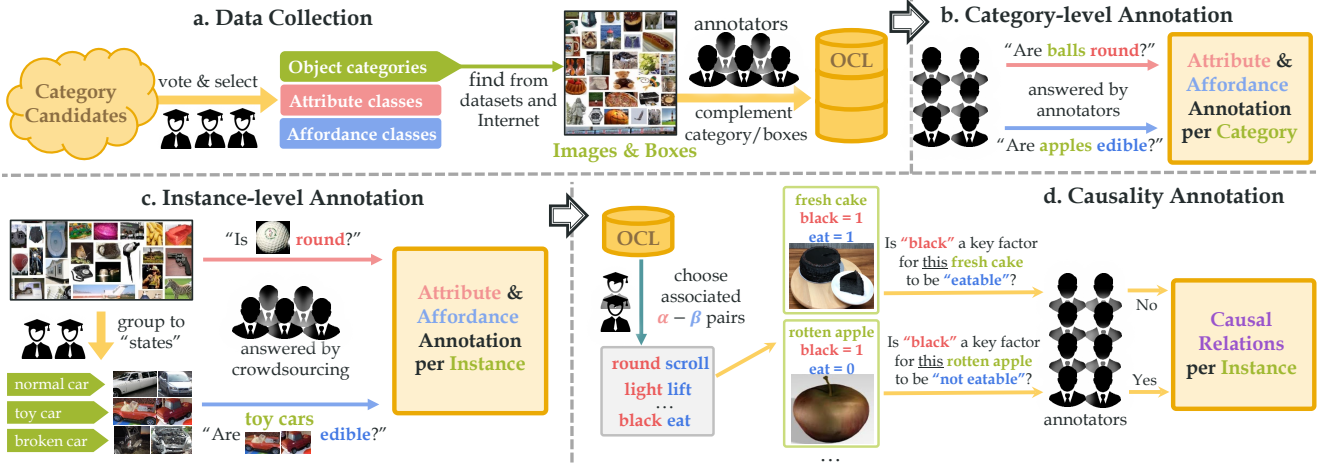 a. Data Collection
Category
Candidates
vote & select
Object categories
Attribute classes
Affordance classes
find from
datasets and
Internet
Images & Boxes
annotators
complement
category/boxes
OCL
b. Category-level Annotation
“Are balls round?”
answered by
annotators
“Are apples edible?”
Attribute &
Affordance
Annotation
per Category
c. Instance-level Annotation
“Is round?”
group to
“states”
answered by
crowdsourcing
normal car
toy car
broken car
toy cars
“Are edible?”
Attribute &
Affordance
Annotation
per Instance
d. Causality Annotation
OCL
choose
associated
α − β pairs
round scroll
light lift
...
black eat
fresh cake
black = 1
eat = 1
rotten apple
black = 1
eat = 0
...
Is “black” a key factor
for this fresh cake
to be “eatable”?
Is “black” a key factor
for this rotten apple
to be “not eatable”?
No
Yes
annotators
Causal
Relations
per Instance